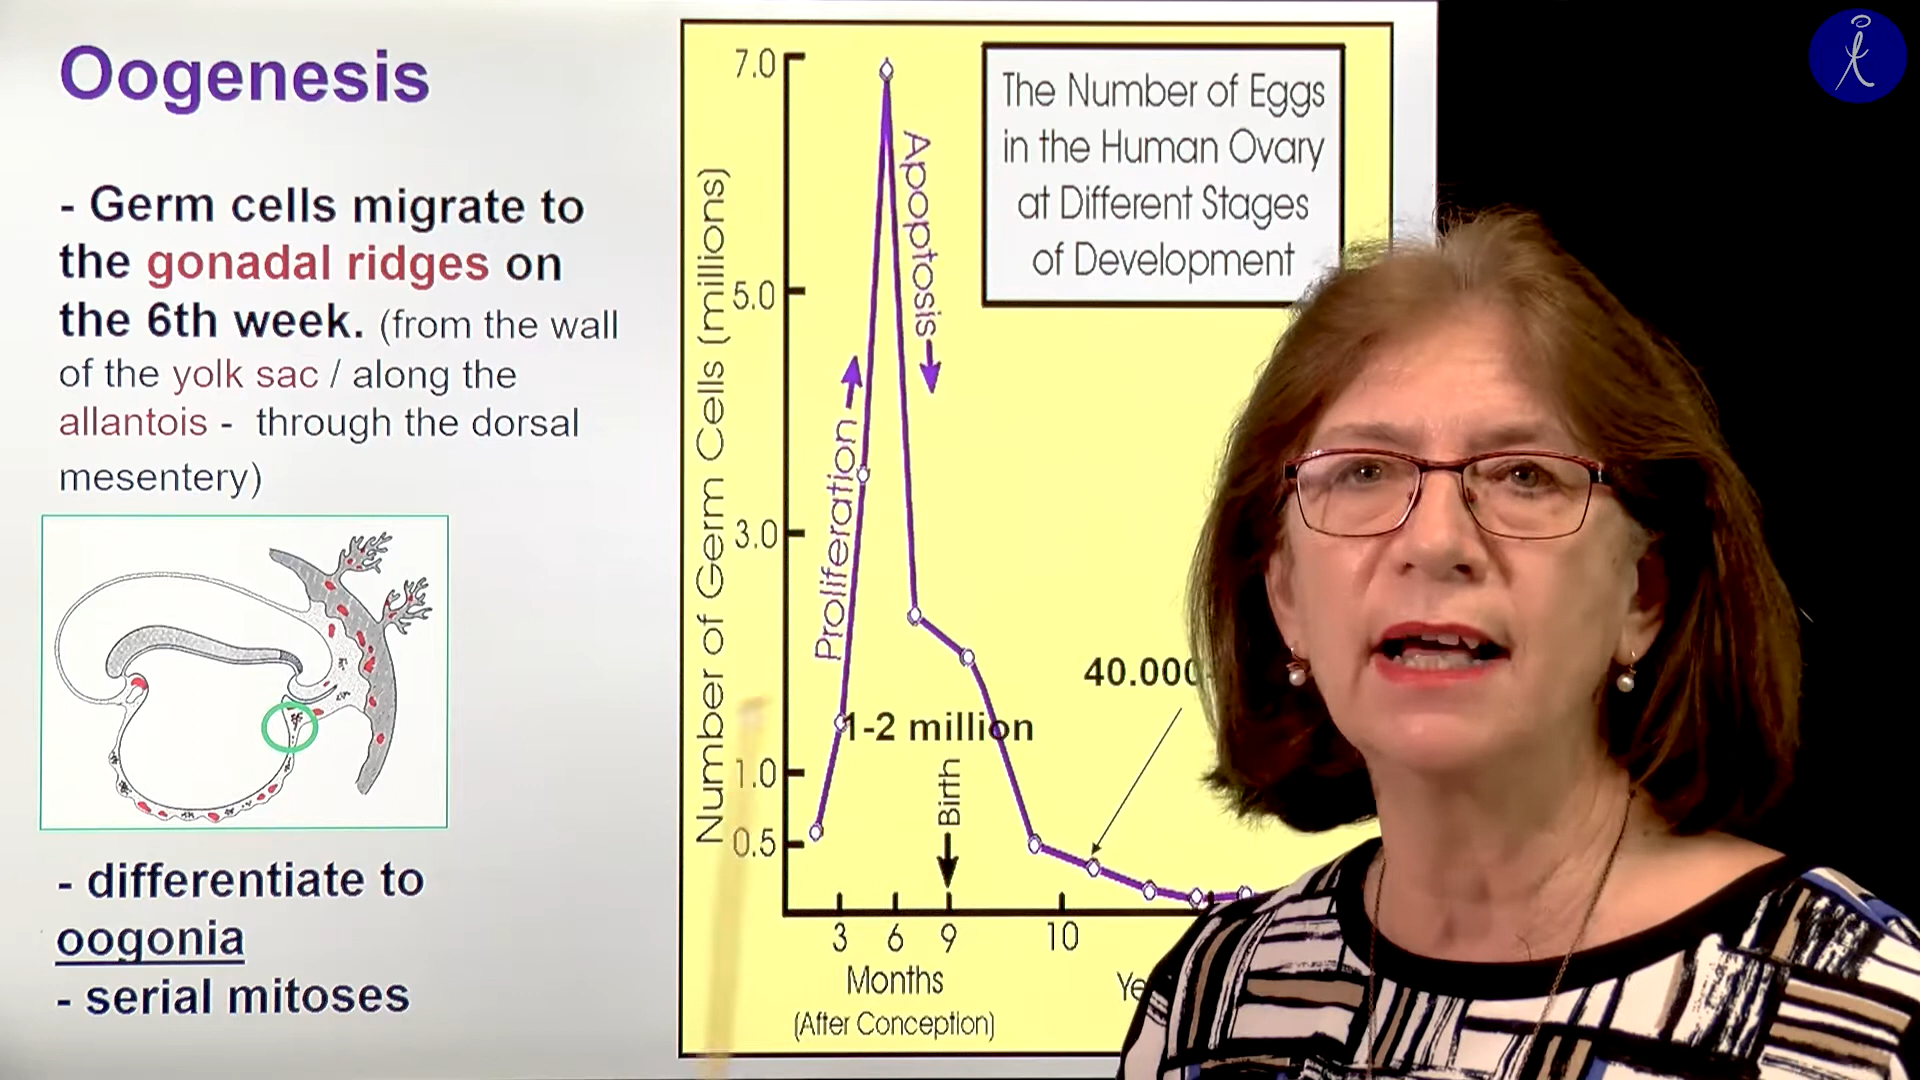 Oogenesis
- Germ cells migrate to
the gonadal ridges on
the 6th week. (from the wall
of the yolk sac / along the
allantois - through the dorsal
mesentery)
- differentiate to
oogonia
- serial mitoses
The Number of Eggs
in the Human Ovary
at Different Stages
of Development
Number of Germ Cells (millions)
7.0
5.0
3.0
1.0
0.5
Proliferation
Apoptosis
1-2 million
40.000
Birth
3 6 9 10
Months
(After Conception)